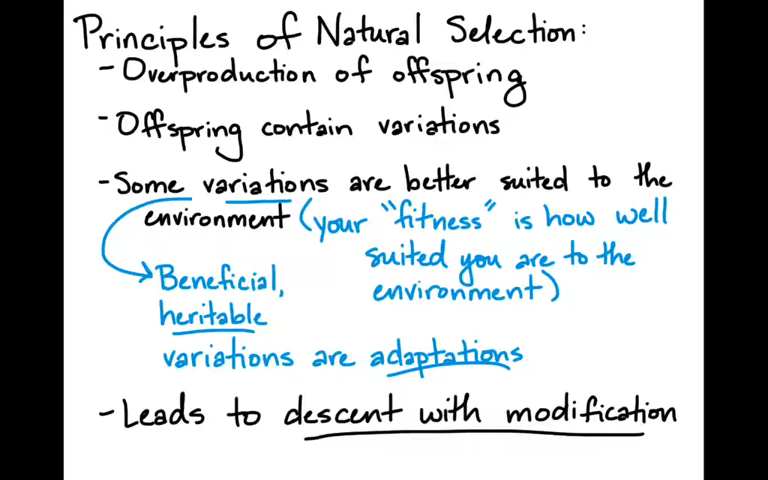 Principles of Natural Selection:
- Overproduction of offspring
- Offspring contain variations
- Some variations are better suited to the
environment (your "fitness" is how well
suited you are to the
environment)
Beneficial,
heritable
variations are adaptations
- Leads to descent with modification